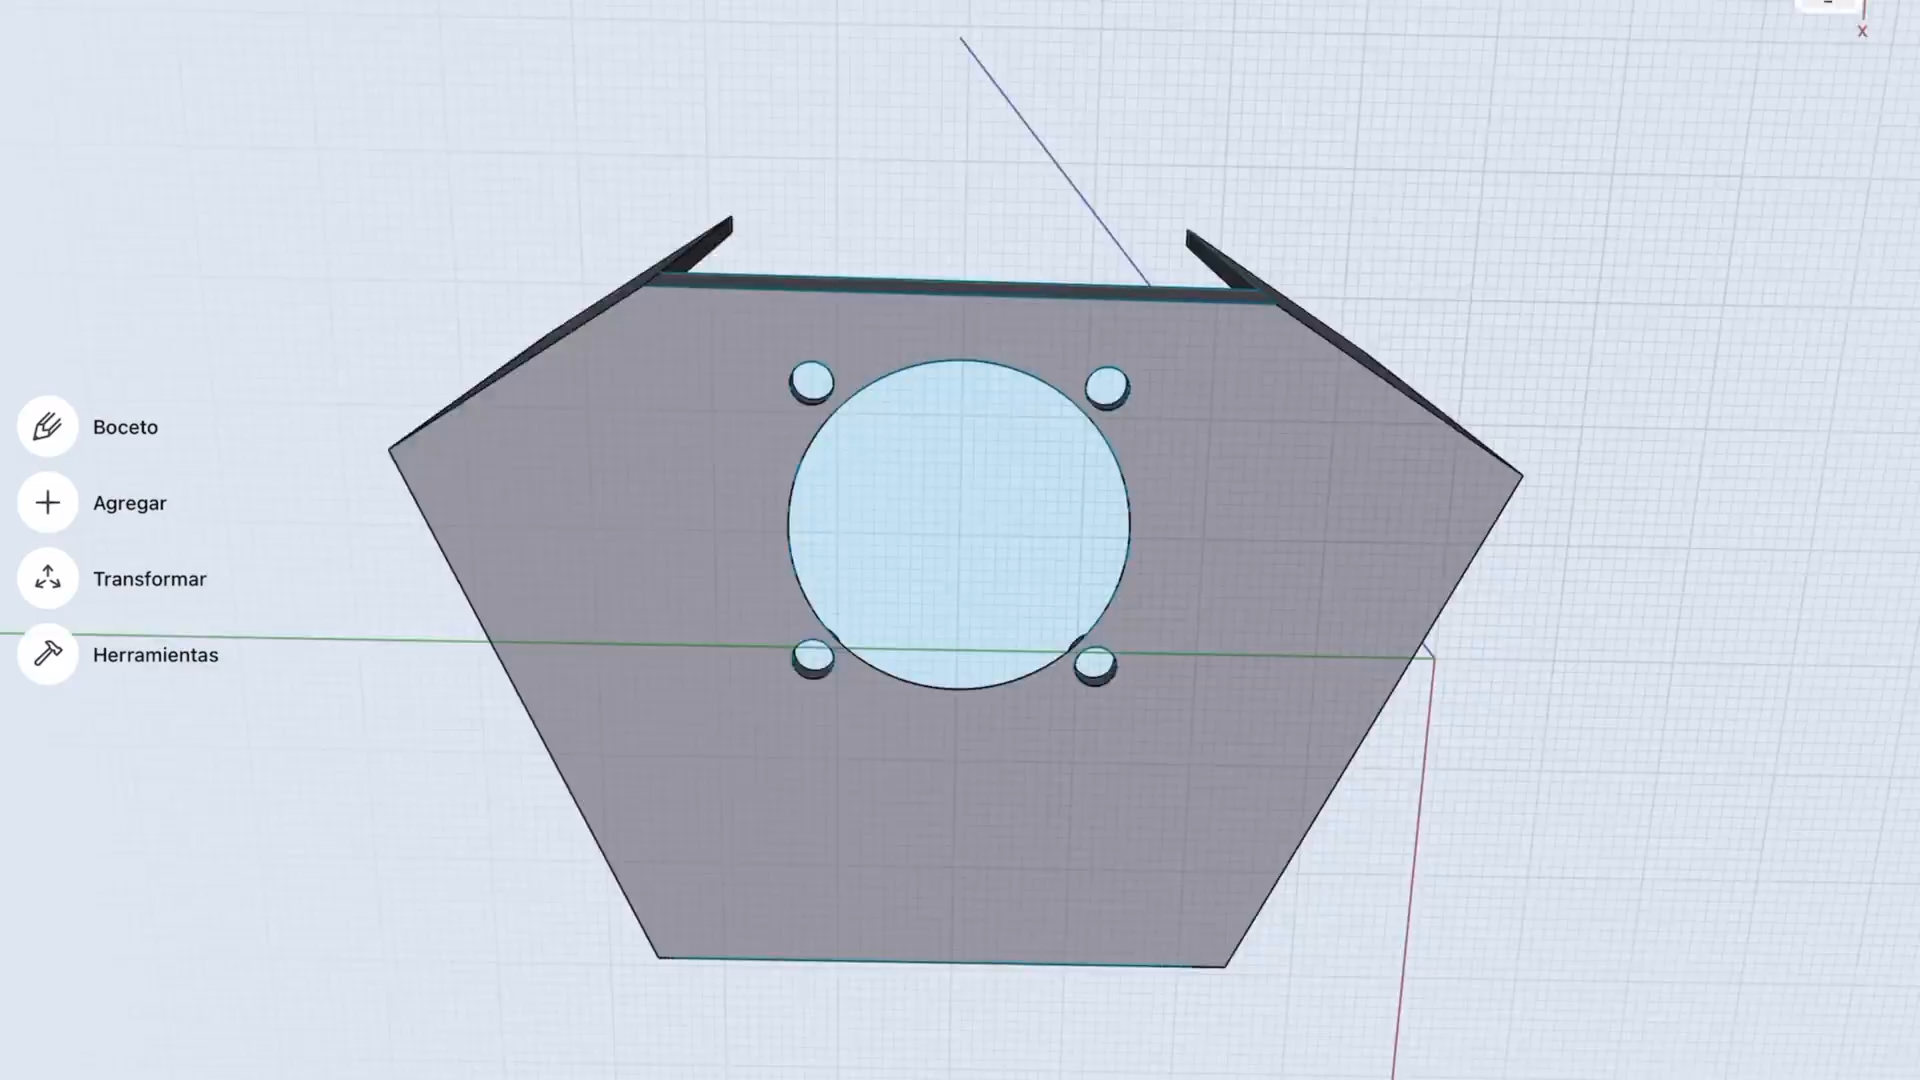 x
Boceto
Agregar
Transformar
Herramientas